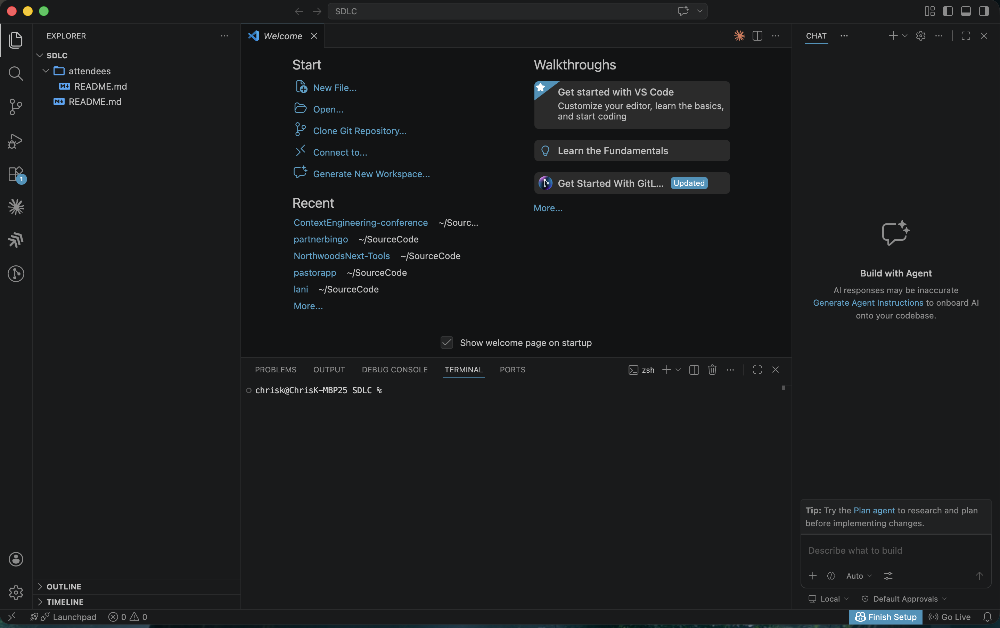 SDLC
EXPLORER
SDLC
attendees
README.md
README.md
1
Welcome
Start
New File...
Open...
Clone Git Repository...
Connect to...
Generate New Workspace...
Recent
ContextEngineering-conference ~/Sourc...
partnerbingo ~/SourceCode
NorthwoodsNext-Tools ~/SourceCode
pastorapp ~/SourceCode
lani ~/SourceCode
More...
Walkthroughs
Get started with VS Code
Customize your editor, learn the basics,
and start coding
Learn the Fundamentals
Get Started With GitL... Updated
More...
Show welcome page on startup
PROBLEMS OUTPUT DEBUG CONSOLE TERMINAL PORTS
zsh
chrisk@ChrisK-MBP25 SDLC %
CHAT
Build with Agent
AI responses may be inaccurate
Generate Agent Instructions to onboard AI
onto your codebase.
Tip: Try the Plan agent to research and plan
before implementing changes.
Describe what to build
Auto
Local Default Approvals
OUTLINE
TIMELINE
Launchpad 0 0
Finish Setup Go Live